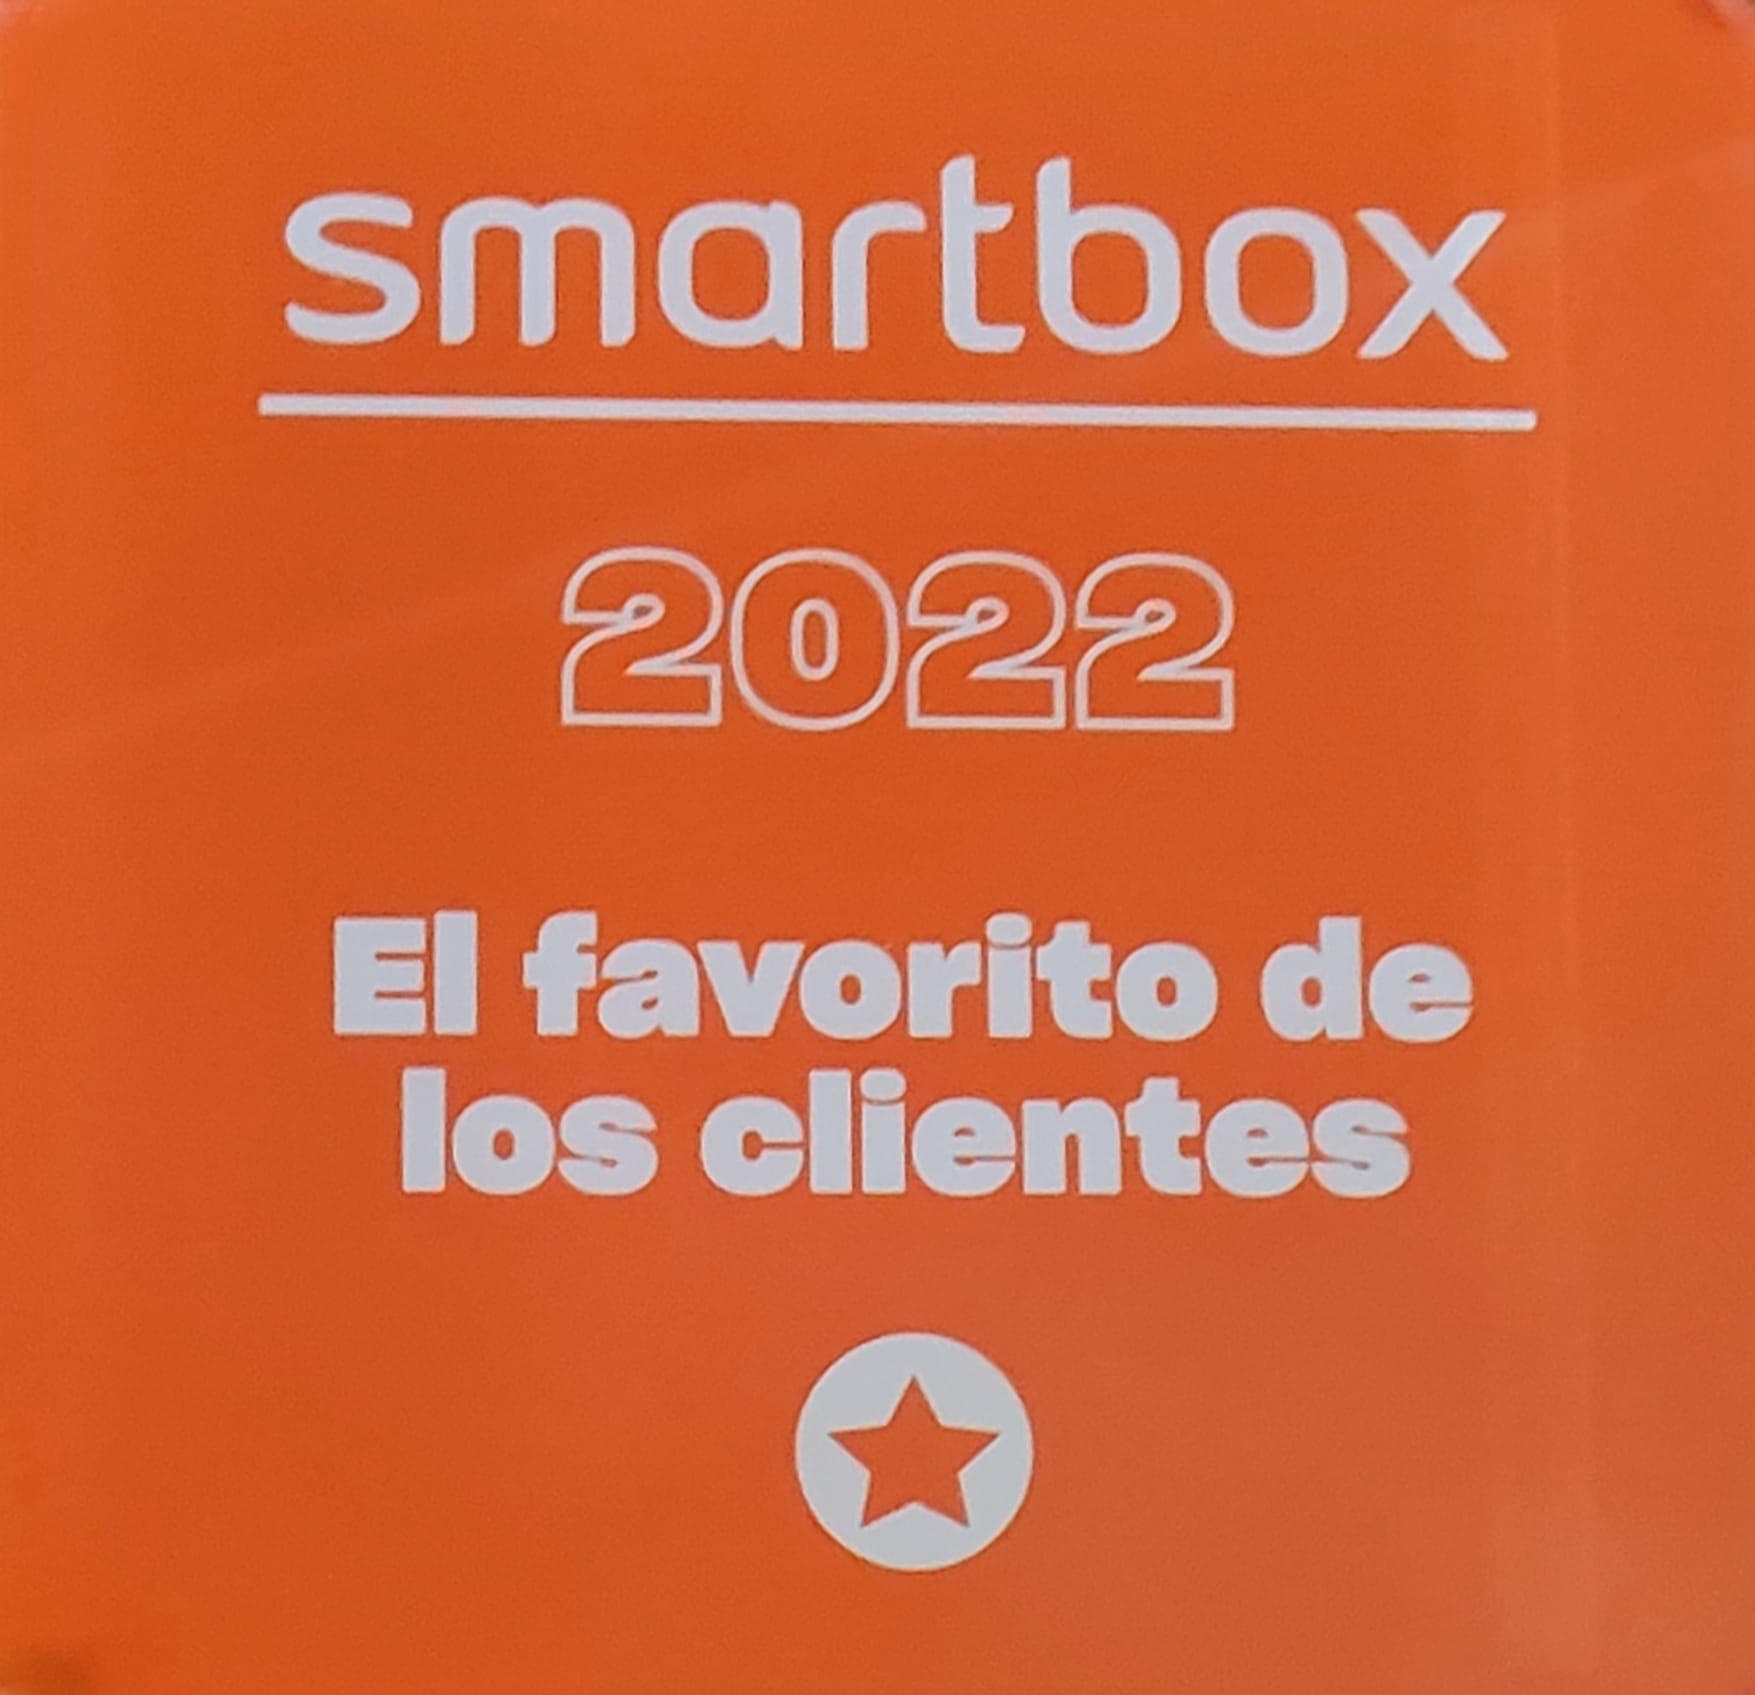 smartbox
2022
El favorito de
los clientes